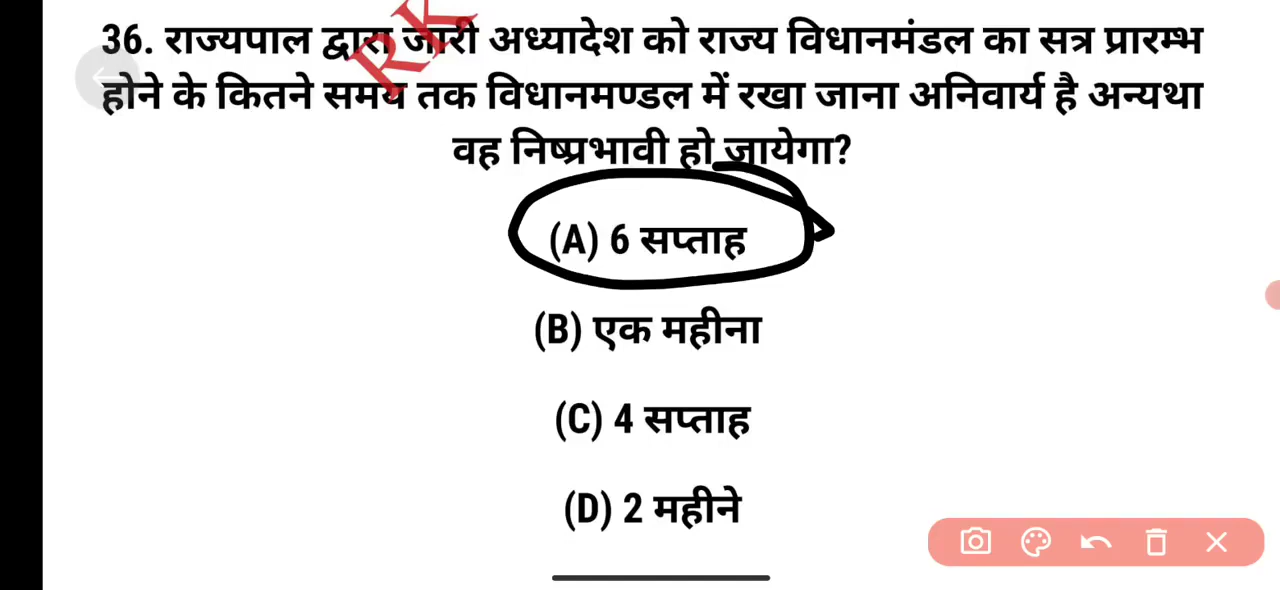 36. राज्यपाल द्वारा जारी अध्यादेश को राज्य विधानमंडल का सत्र प्रारम्भ
होने के कितने समय तक विधानमण्डल में रखा जाना अनिवार्य है अन्यथा
वह निष्प्रभावी हो जायेगा?
RK
(A) 6 सप्ताह
(B) एक महीना
(C) 4 सप्ताह
(D) 2 महीने